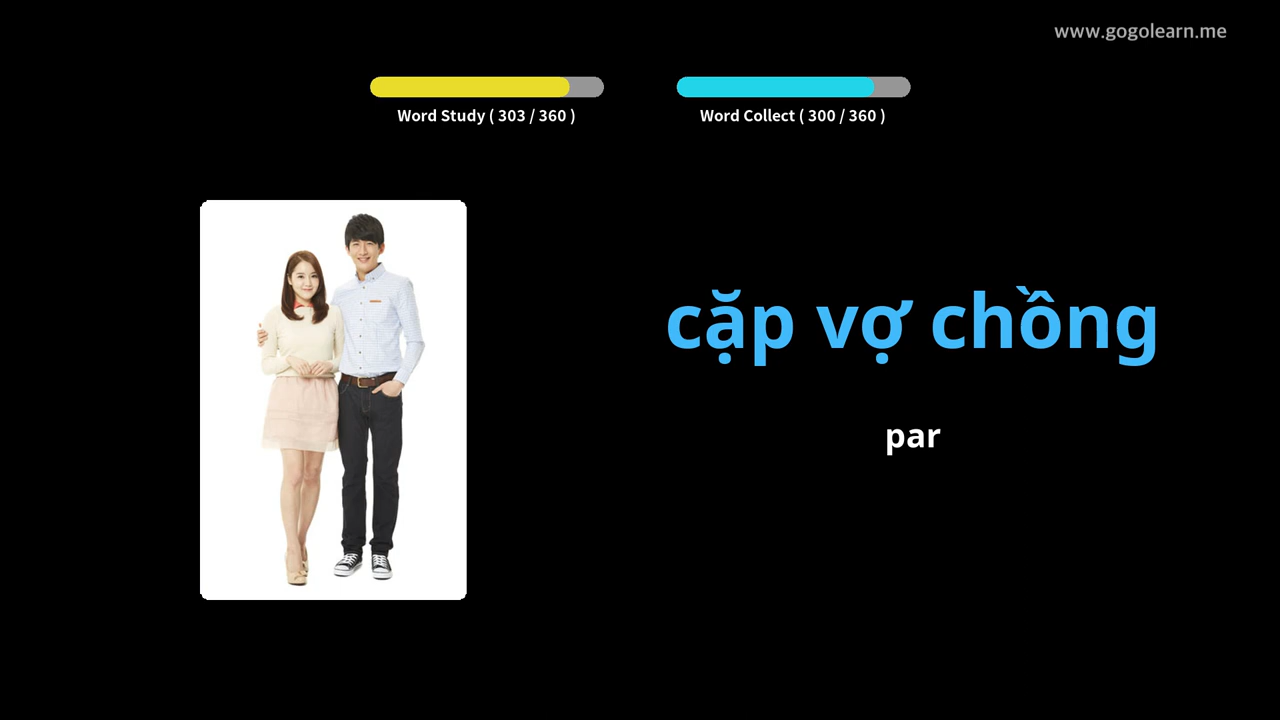 www.gogolearn.me
Word Study ( 303 / 360 )
Word Collect ( 300 / 360 )
cặp vợ chồng
par